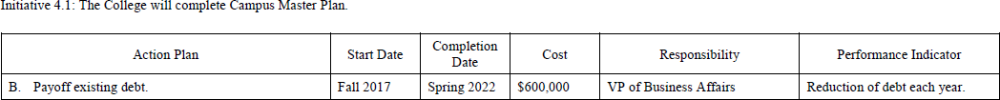 Initiative 4.1: The College will complete Campus Master Plan.
Action Plan
Start Date
Completion
Date
Cost
Responsibility
Performance Indicator
B. Payoff existing debt.
Fall 2017
Spring 2022
$600,000
VP of Business Affairs
Reduction of debt each year.